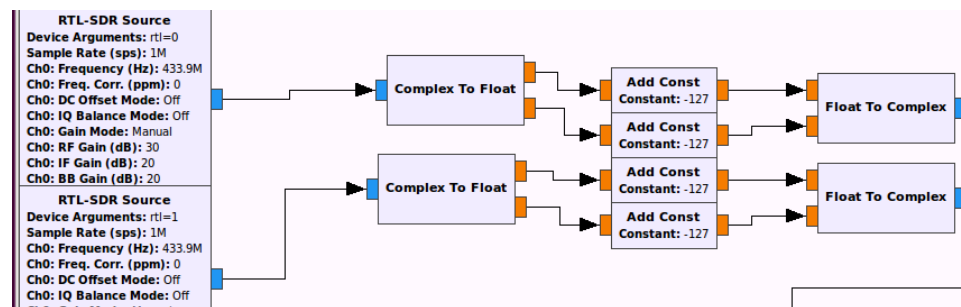 RTL-SDR Source
Device Arguments: rtl=0
Sample Rate (sps): 1M
Ch0: Frequency (Hz): 433.9M
Ch0: Freq. Corr. (ppm): 0
Ch0: DC Offset Mode: Off
Ch0: IQ Balance Mode: Off
Ch0: Gain Mode: Manual
Ch0: RF Gain (dB): 30
Ch0: IF Gain (dB): 20
Ch0: BB Gain (dB): 20
RTL-SDR Source
Device Arguments: rtl=1
Sample Rate (sps): 1M
Ch0: Frequency (Hz): 433.9M
Ch0: Freq. Corr. (ppm): 0
Ch0: DC Offset Mode: Off
Ch0: IQ Balance Mode: Off
Complex To Float
Complex To Float
Add Const
Constant: -127
Add Const
Constant: -127
Add Const
Constant: -127
Add Const
Constant: -127
Float To Complex
Float To Complex